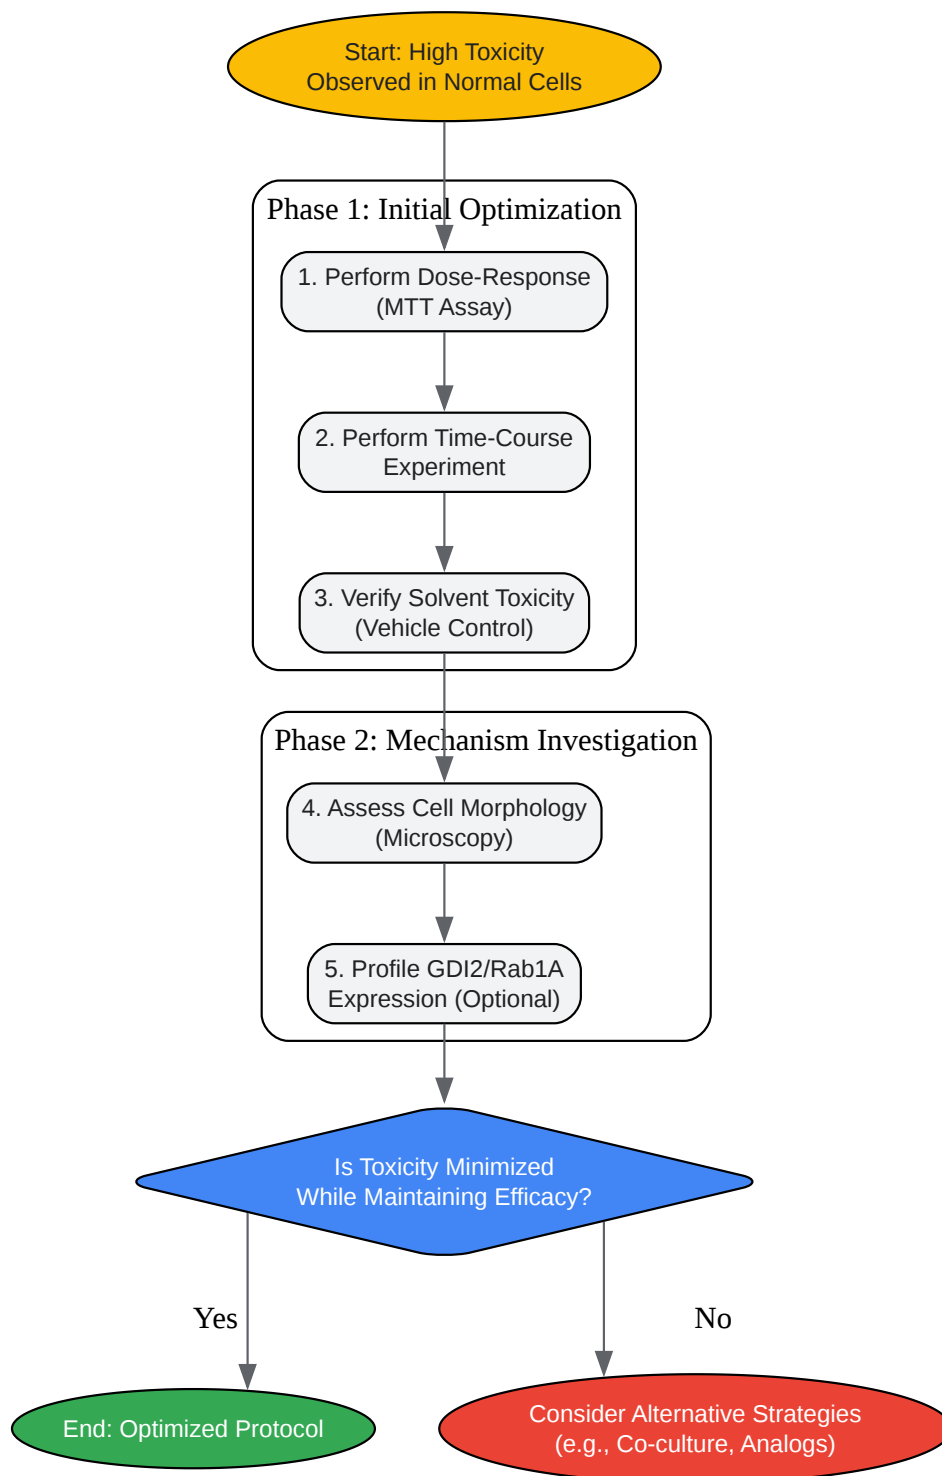 Start: High Toxicity
Observed in Normal Cells
Phase 1: Initial Optimization
1. Perform Dose-Response
(MTT Assay)
2. Perform Time-Course
Experiment
3. Verify Solvent Toxicity
(Vehicle Control)
Phase 2: Mechanism Investigation
4. Assess Cell Morphology
(Microscopy)
5. Profile GDI2/Rab1A
Expression (Optional)
Is Toxicity Minimized
While Maintaining Efficacy?
Yes
No
End: Optimized Protocol
Consider Alternative Strategies
(e.g., Co-culture, Analogs)